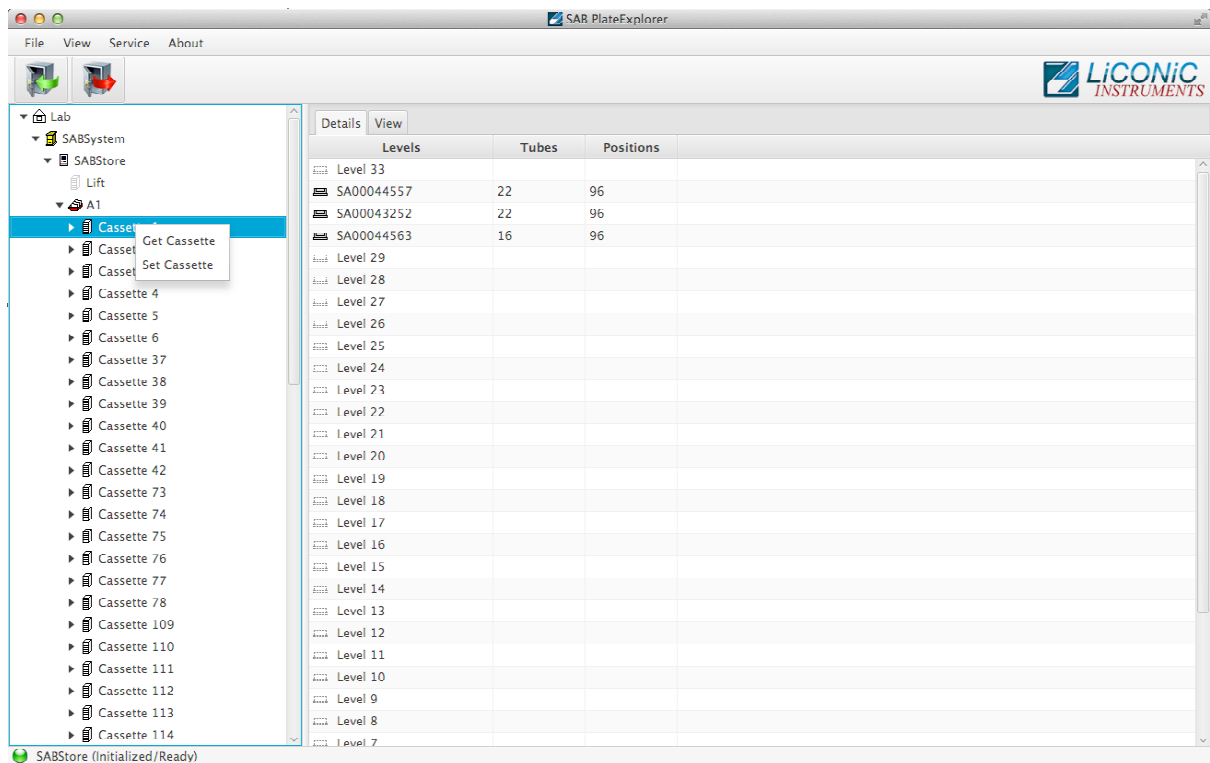 SAB PlateExplorer
File View Service About
LiCONiC
INSTRUMENTS
Lab
SABSystem
SABStore
Lift
A1
Cassette
Casset
Casset
Cassette 4
Cassette 5
Cassette 6
Cassette 37
Cassette 38
Cassette 39
Cassette 40
Cassette 41
Cassette 42
Cassette 73
Cassette 74
Cassette 75
Cassette 76
Cassette 77
Cassette 78
Cassette 109
Cassette 110
Cassette 111
Cassette 112
Cassette 113
Cassette 114
Get Cassette
Set Cassette
Details View
Levels Tubes Positions
Level 33
SA00044557 22 96
SA00043252 22 96
SA00044563 16 96
Level 29
Level 28
Level 27
Level 26
Level 25
Level 24
Level 23
Level 22
Level 21
Level 20
Level 19
Level 18
Level 17
Level 16
Level 15
Level 14
Level 13
Level 12
Level 11
Level 10
Level 9
Level 8
Level 7
SABStore (Initialized/Ready)